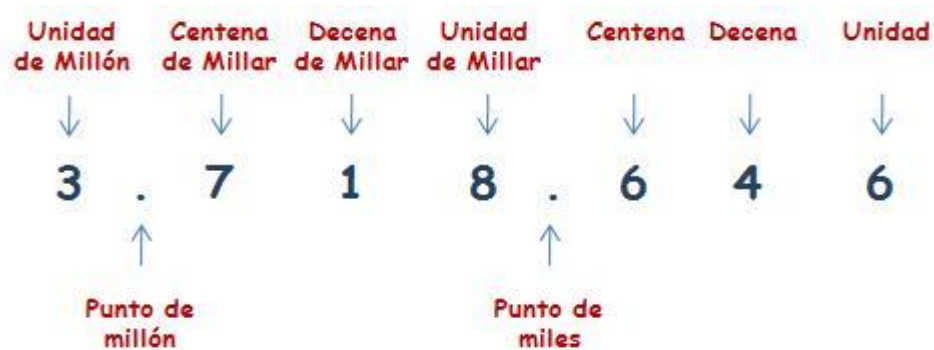 Unidad Centena Decena Unidad Centena Decena Unidad
de Millón de Millar de Millar de Millar
3 . 7 1 8 . 6 4 6
Punto de Punto de
millón miles